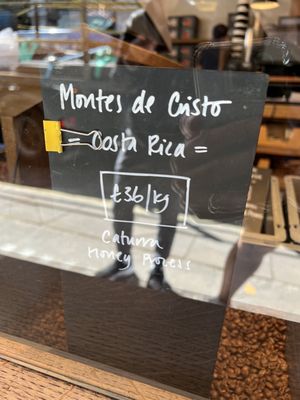 Montes de Cristo
= Costa Rica =
£36/kg
Caturra
Honey Process